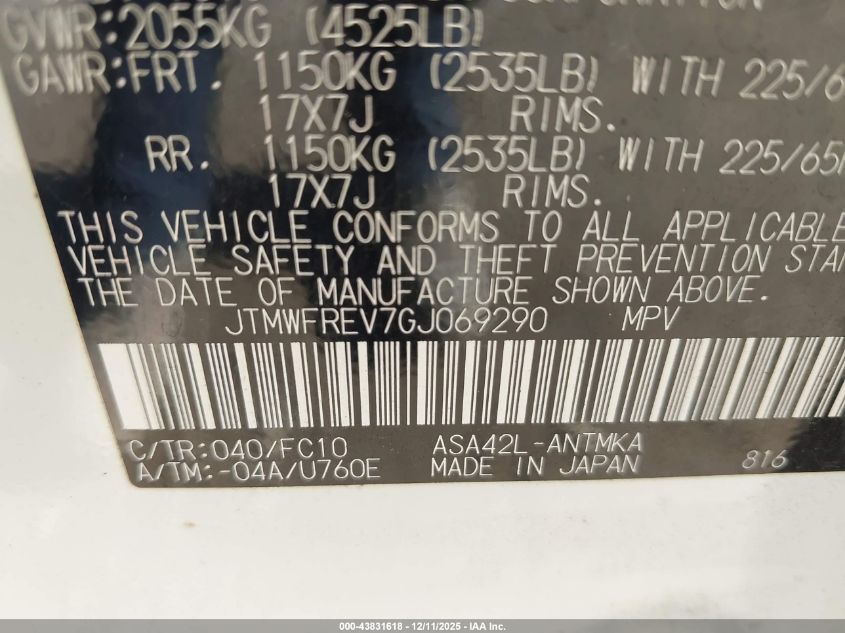 GVWR:2055KG (4525LB)
GAWR:FRT. 1150KG (2535LB) WITH 225/6
17X7J RIMS.
RR. 1150KG (2535LB) WITH 225/65
17X7J RIMS.
THIS VEHICLE CONFORMS TO ALL APPLICABLE
VEHICLE SAFETY AND THEFT PREVENTION STA
THE DATE OF MANUFACTURE SHOWN ABOVE.
JTMWFREV7GJ069290 MPV
C/TR:040/FC10 ASA42L-ANTMKA
A/TM:-04A/U760E MADE IN JAPAN 816
000-43831618 - 12/11/2025 - IAA Inc.